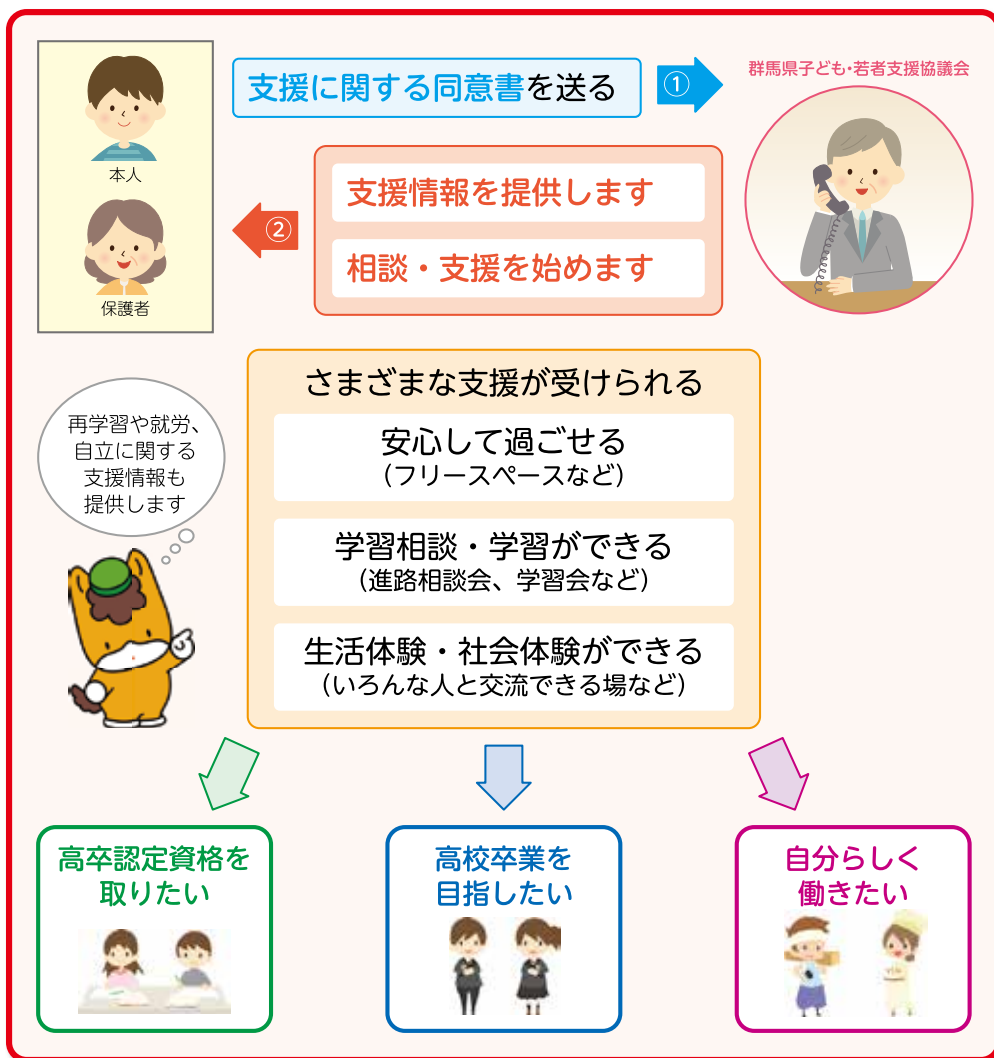 本人
保護者
支援に関する同意書を送る
①
群馬県子ども・若者支援協議会
②
支援情報を提供します
相談・支援を始めます
再学習や就労、
自立に関する
支援情報も
提供します
さまざまな支援が受けられる
安心して過ごせる
（フリースペースなど）
学習相談・学習ができる
（進路相談会、学習会など）
生活体験・社会体験ができる
（いろんな人と交流できる場など）
高卒認定資格を
取りたい
高校卒業を
目指したい
自分らしく
働きたい